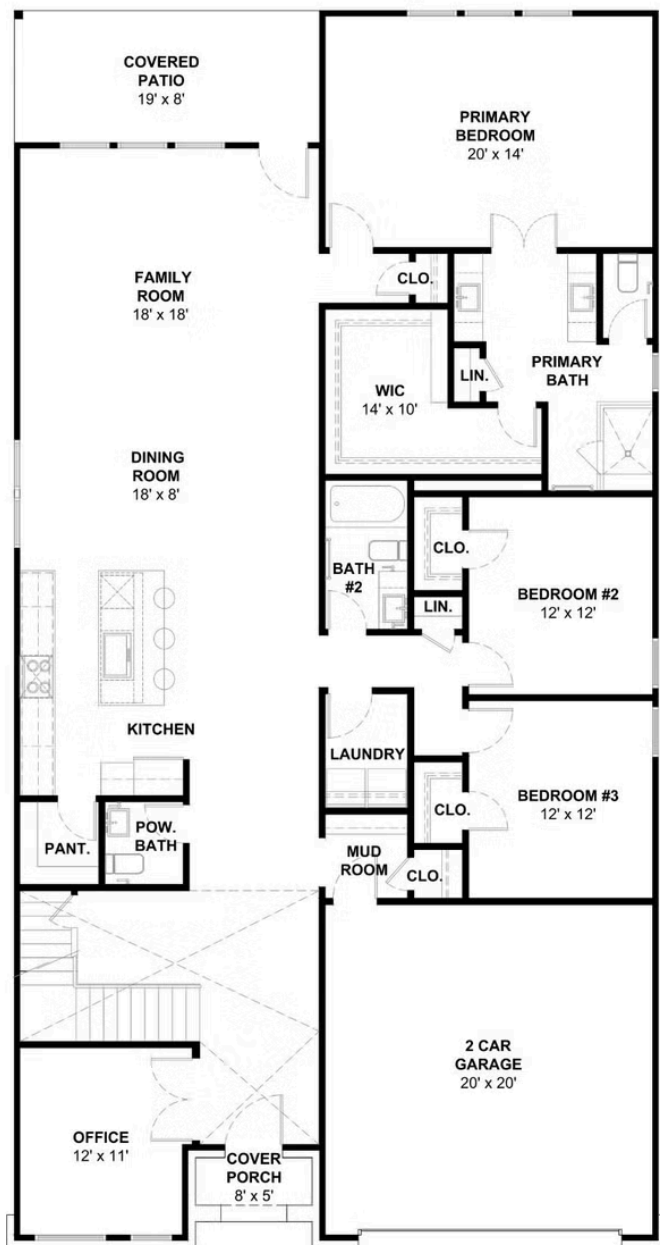 COVERED
PATIO
19' x 8'
PRIMARY
BEDROOM
20' x 14'
FAMILY
ROOM
18' x 18'
CLO.
LIN.
PRIMARY
BATH
WIC
14' x 10'
DINING
ROOM
18' x 8'
CLO.
BATH
#2
BEDROOM #2
12' x 12'
LIN.
KITCHEN
LAUNDRY
BEDROOM #3
12' x 12'
CLO.
POW.
BATH
PANT.
MUD
ROOM
CLO.
2 CAR
GARAGE
20' x 20'
OFFICE
12' x 11'
COVER
PORCH
8' x 5'